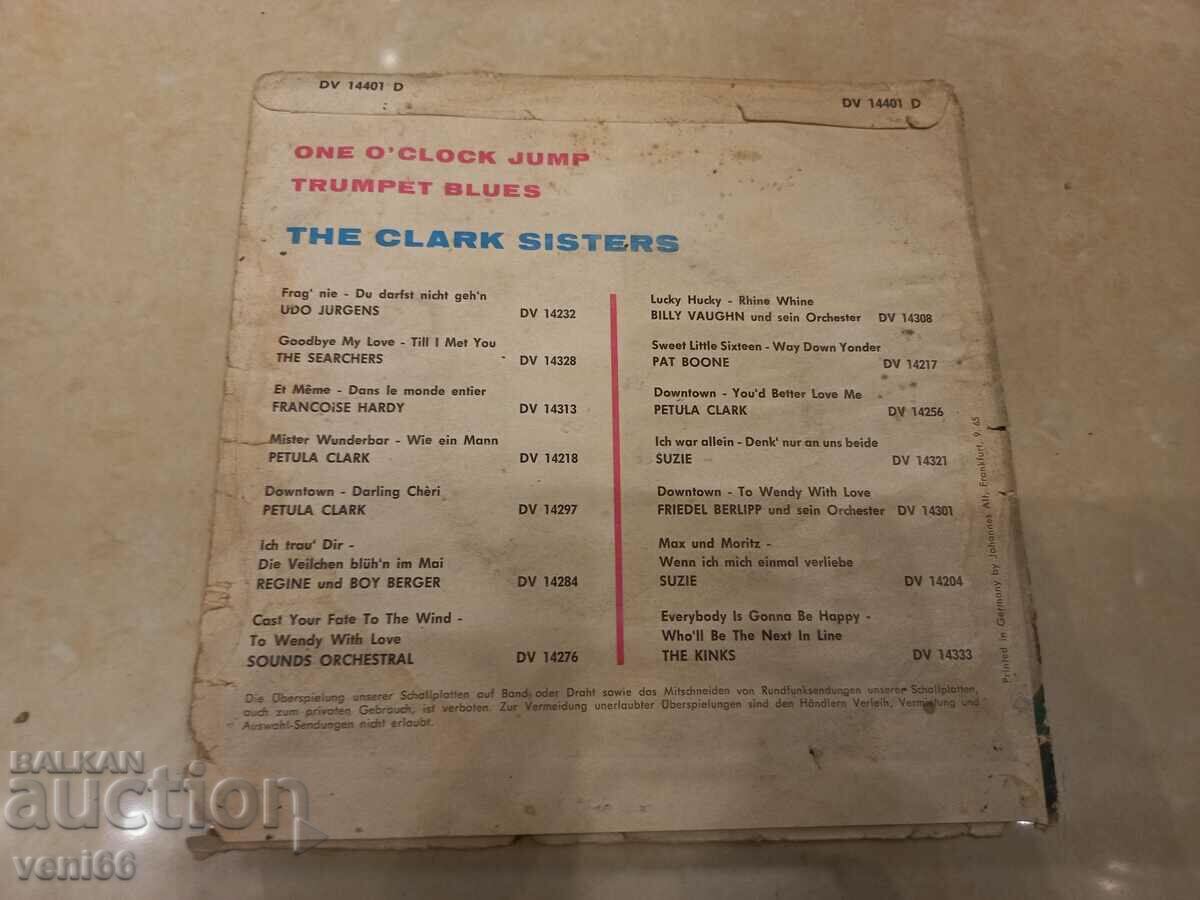 DV 14401 D
DV 14401 D
ONE O'CLOCK JUMP
TRUMPET BLUES
THE CLARK SISTERS
Frag' nie - Du darfst nicht geh'n
UDO JURGENS DV 14232
Goodbye My Love - Till I Met You
THE SEARCHERS DV 14328
Et Même - Dans le monde entier
FRANCOISE HARDY DV 14313
Mister Wunderbar - Wie ein Mann
PETULA CLARK DV 14218
Downtown - Darling Chèri
PETULA CLARK DV 14297
Ich trau' Dir -
Die Veilchen blüh'n im Mai
REGINE und BOY BERGER DV 14284
Cast Your Fate To The Wind -
To Wendy With Love
SOUNDS ORCHESTRAL DV 14276
Lucky Hucky - Rhine Whine
BILLY VAUGHN und sein Orchester DV 14308
Sweet Little Sixteen - Way Down Yonder
PAT BOONE DV 14217
Downtown - You'd Better Love Me
PETULA CLARK DV 14256
Ich war allein - Denk' nur an uns beide
SUZIE DV 14321
Downtown - To Wendy With Love
FRIEDEL BERLIPP und sein Orchester DV 14301
Max und Moritz -
Wenn ich mich einmal verliebe
SUZIE DV 14204
Everybody Is Gonna Be Happy -
Who'll Be The Next In Line
THE KINKS DV 14333
Printed in Germany by Johannes Alt, Frankfurt, 9. 65
Die Überspielung unserer Schallplatten auf Band oder Draht sowie das Mitschneiden von Rundfunksendungen unserer Schallplatten,
auch zum privaten Gebrauch, ist verboten. Zur Vermeidung unerlaubter Überspielungen sind den Händlern Verleih, Vermietung und
Auswahl-Sendungen nicht erlaubt.
BALKAN
auction
veni66